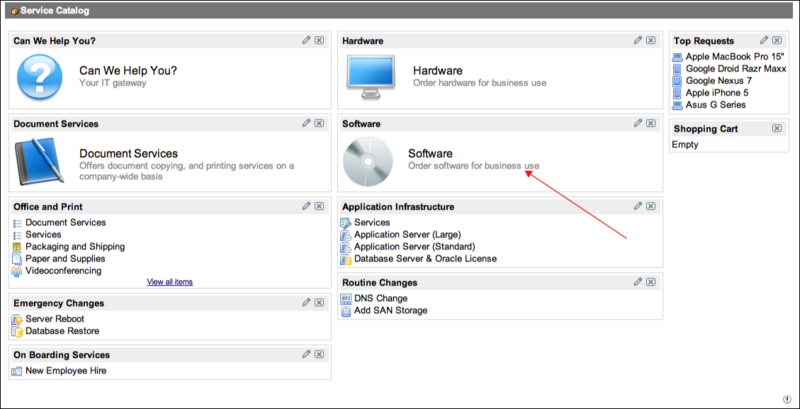 Service Catalog
Can We Help You?
Can We Help You?
Your IT gateway
Document Services
Document Services
Offers document copying, and printing services on a
company-wide basis
Office and Print
Document Services
Services
Packaging and Shipping
Paper and Supplies
Videoconferencing
View all items
Emergency Changes
Server Reboot
Database Restore
On Boarding Services
New Employee Hire
Hardware
Hardware
Order hardware for business use
Software
Software
Order software for business use
Application Infrastructure
Services
Application Server (Large)
Application Server (Standard)
Database Server & Oracle License
Routine Changes
DNS Change
Add SAN Storage
Top Requests
Apple MacBook Pro 15"
Google Droid Razr Maxx
Google Nexus 7
Apple iPhone 5
Asus G Series
Shopping Cart
Empty